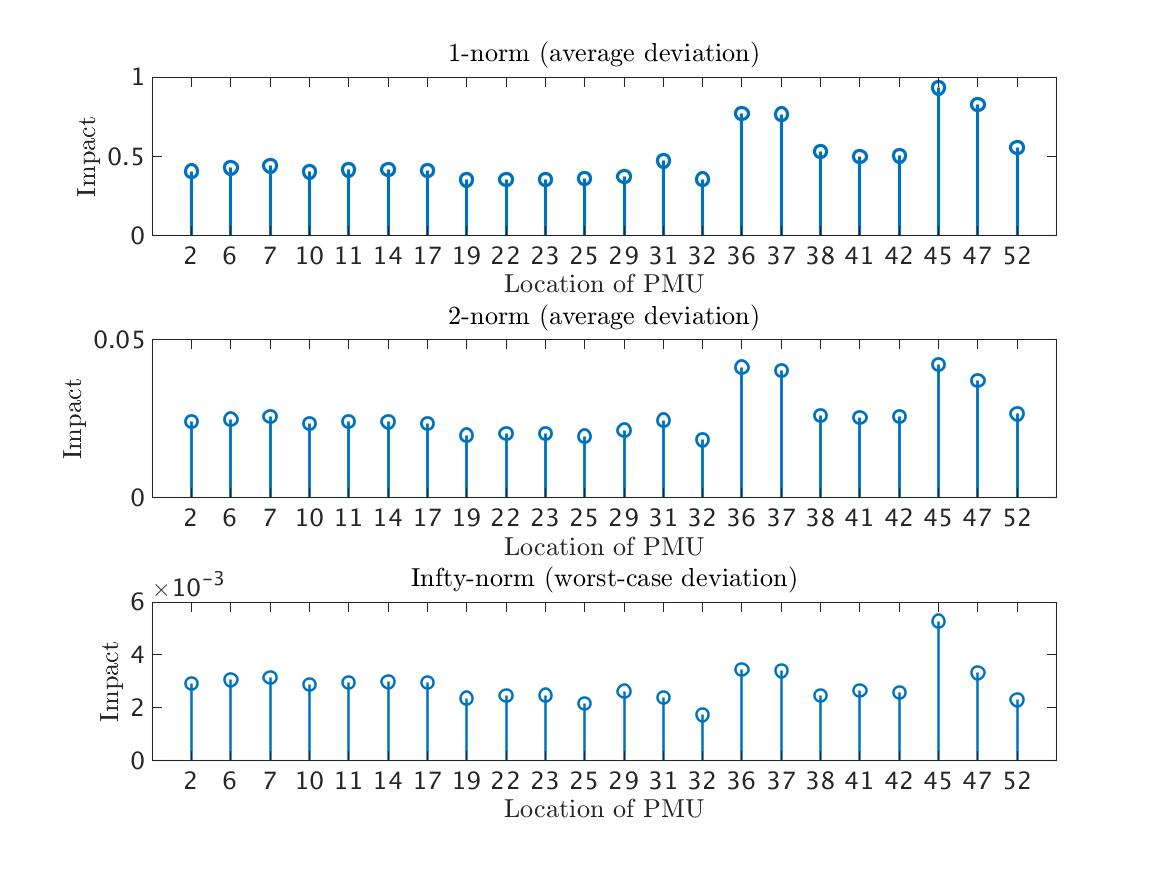 1-norm (average deviation)
1
0.5
0
Impact
2 6 7 10 11 14 17 19 22 23 25 29 31 32 36 37 38 41 42 45 47 52
Location of PMU
2-norm (average deviation)
0.05
0
Impact
2 6 7 10 11 14 17 19 22 23 25 29 31 32 36 37 38 41 42 45 47 52
Location of PMU
Infty-norm (worst-case deviation)
×10⁻³
6
4
2
0
Impact
2 6 7 10 11 14 17 19 22 23 25 29 31 32 36 37 38 41 42 45 47 52
Location of PMU